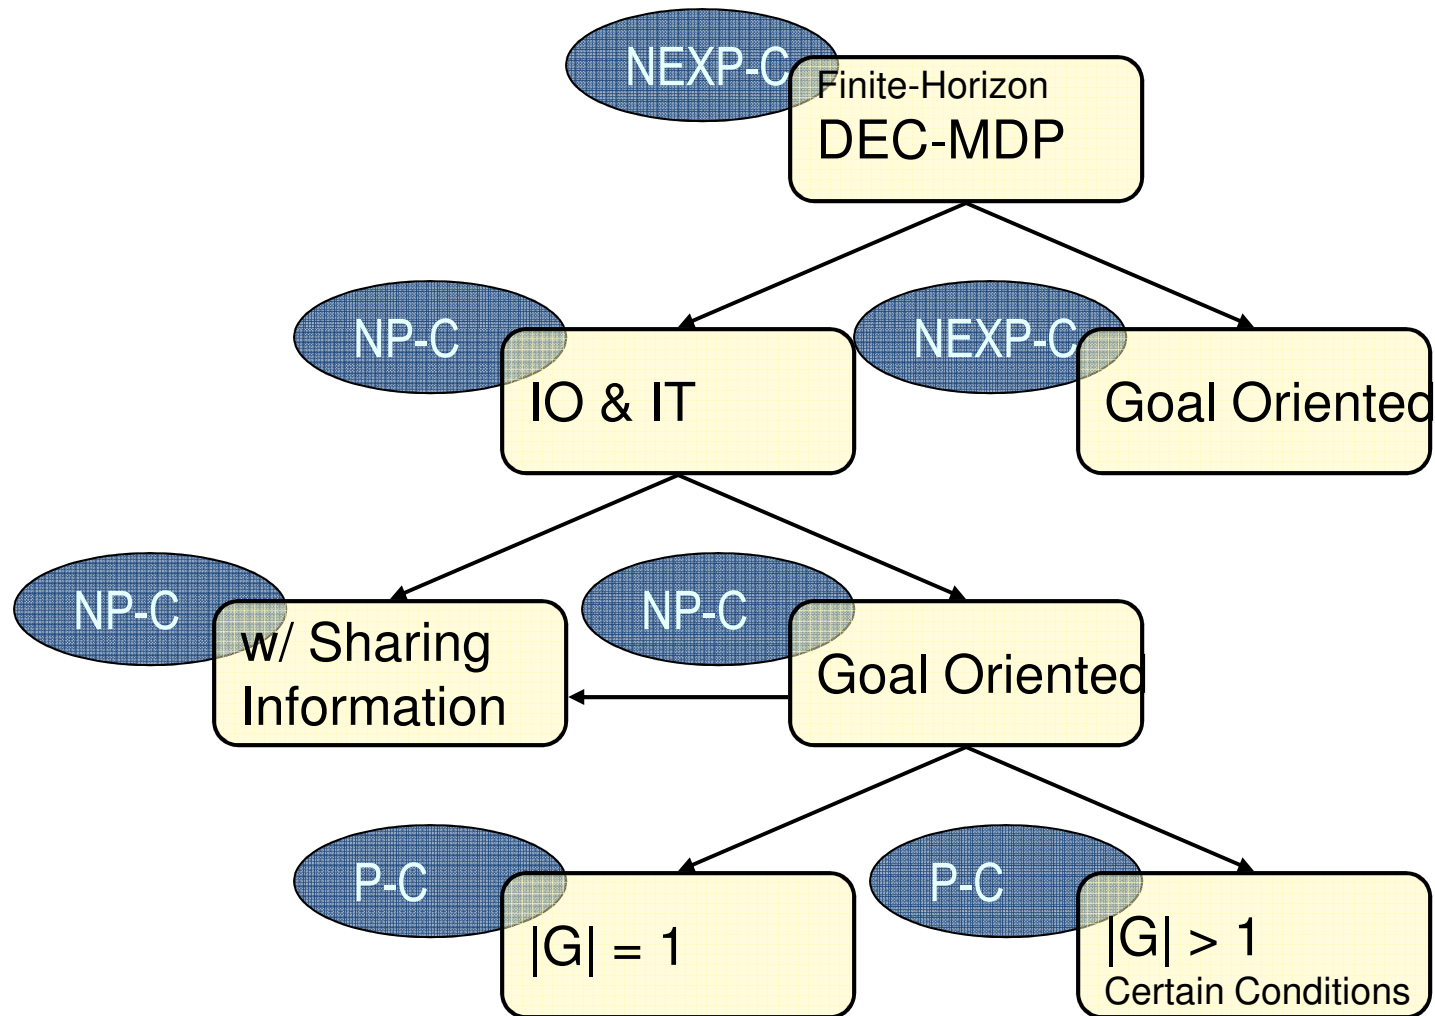 NEXP-C
Finite-Horizon
DEC-MDP
NP-C
IO & IT
NEXP-C
Goal Oriented
NP-C
w/ Sharing
Information
NP-C
Goal Oriented
P-C
|G| = 1
P-C
|G| > 1
Certain Conditions